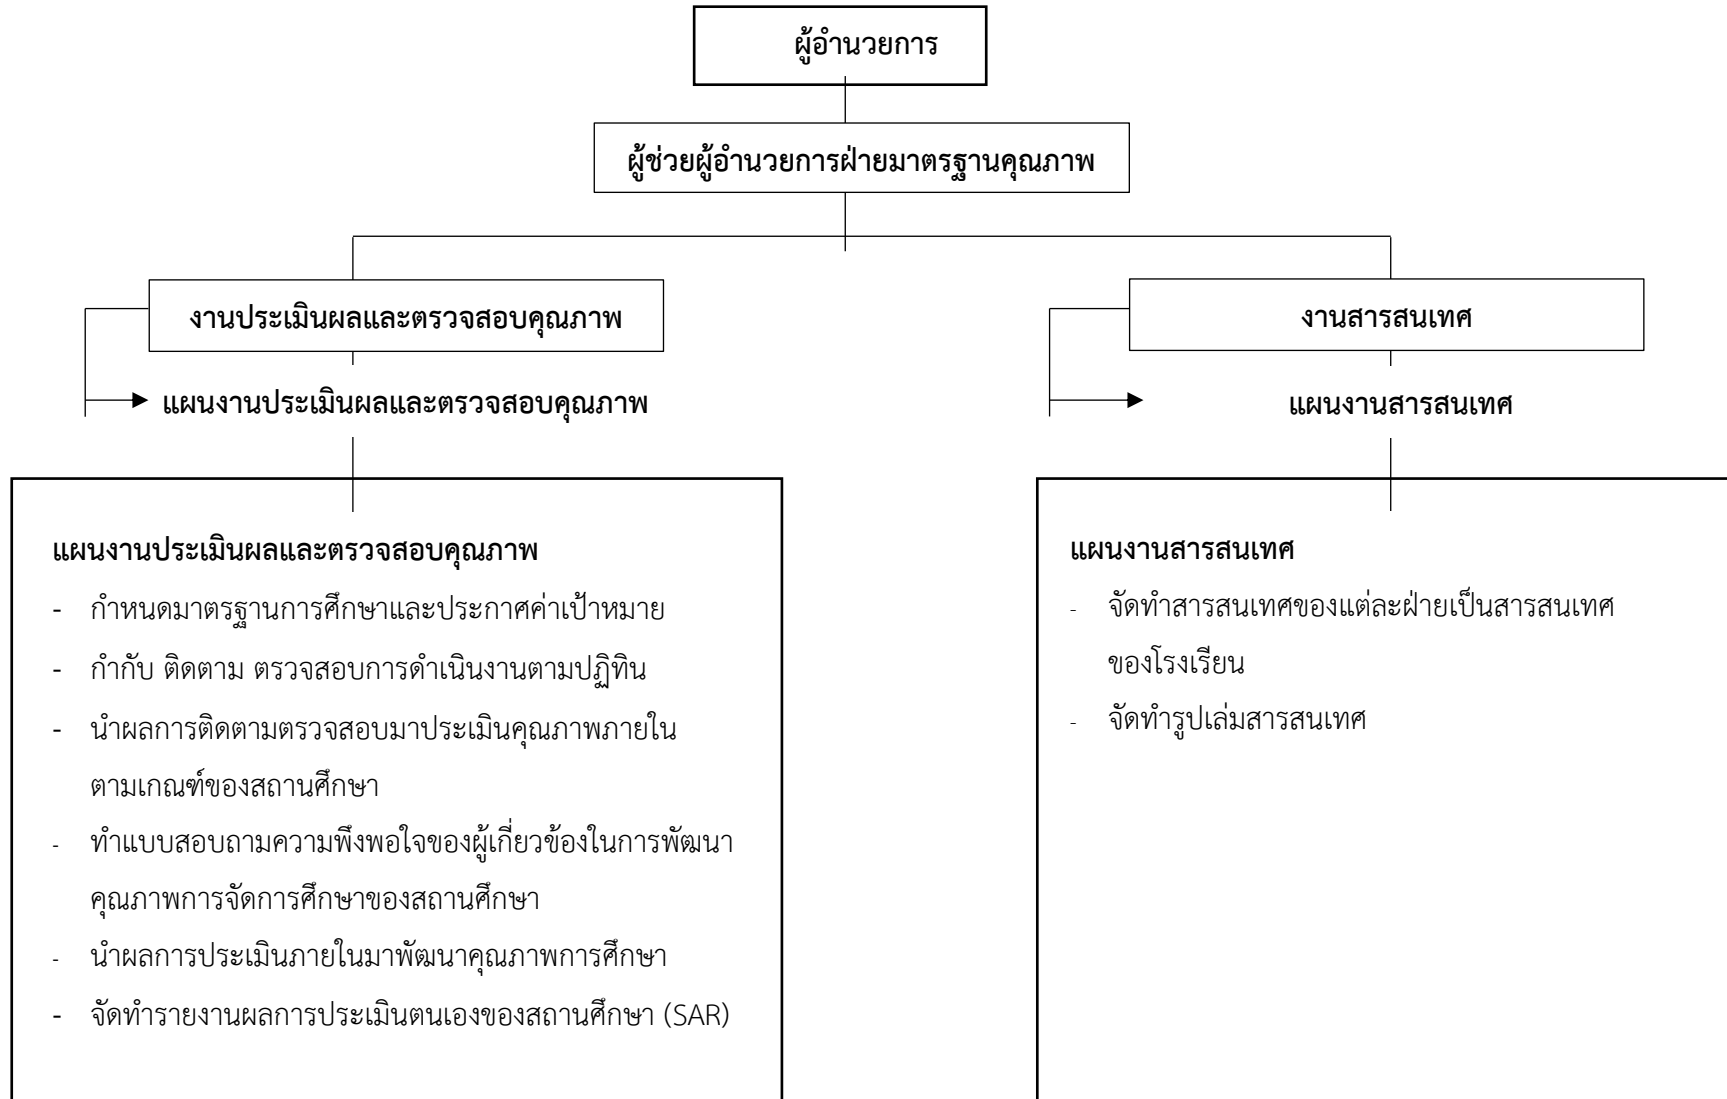 ผู้อำนวยการ
ผู้ช่วยผู้อำนวยการฝ่ายมาตรฐานคุณภาพ
งานประเมินผลและตรวจสอบคุณภาพ
แผนงานประเมินผลและตรวจสอบคุณภาพ
แผนงานประเมินผลและตรวจสอบคุณภาพ
- กำหนดมาตรฐานการศึกษาและประกาศค่าเป้าหมาย
- กำกับ ติดตาม ตรวจสอบการดำเนินงานตามปฏิทิน
- นำผลการติดตามตรวจสอบมาประเมินคุณภาพภายใน
ตามเกณฑ์ของสถานศึกษา
- ทำแบบสอบถามความพึงพอใจของผู้เกี่ยวข้องในการพัฒนา
คุณภาพการจัดการศึกษาของสถานศึกษา
- นำผลการประเมินภายในมาพัฒนาคุณภาพการศึกษา
- จัดทำรายงานผลการประเมินตนเองของสถานศึกษา (SAR)
งานสารสนเทศ
แผนงานสารสนเทศ
แผนงานสารสนเทศ
- จัดทำสารสนเทศของแต่ละฝ่ายเป็นสารสนเทศ
ของโรงเรียน
- จัดทำรูปเล่มสารสนเทศ